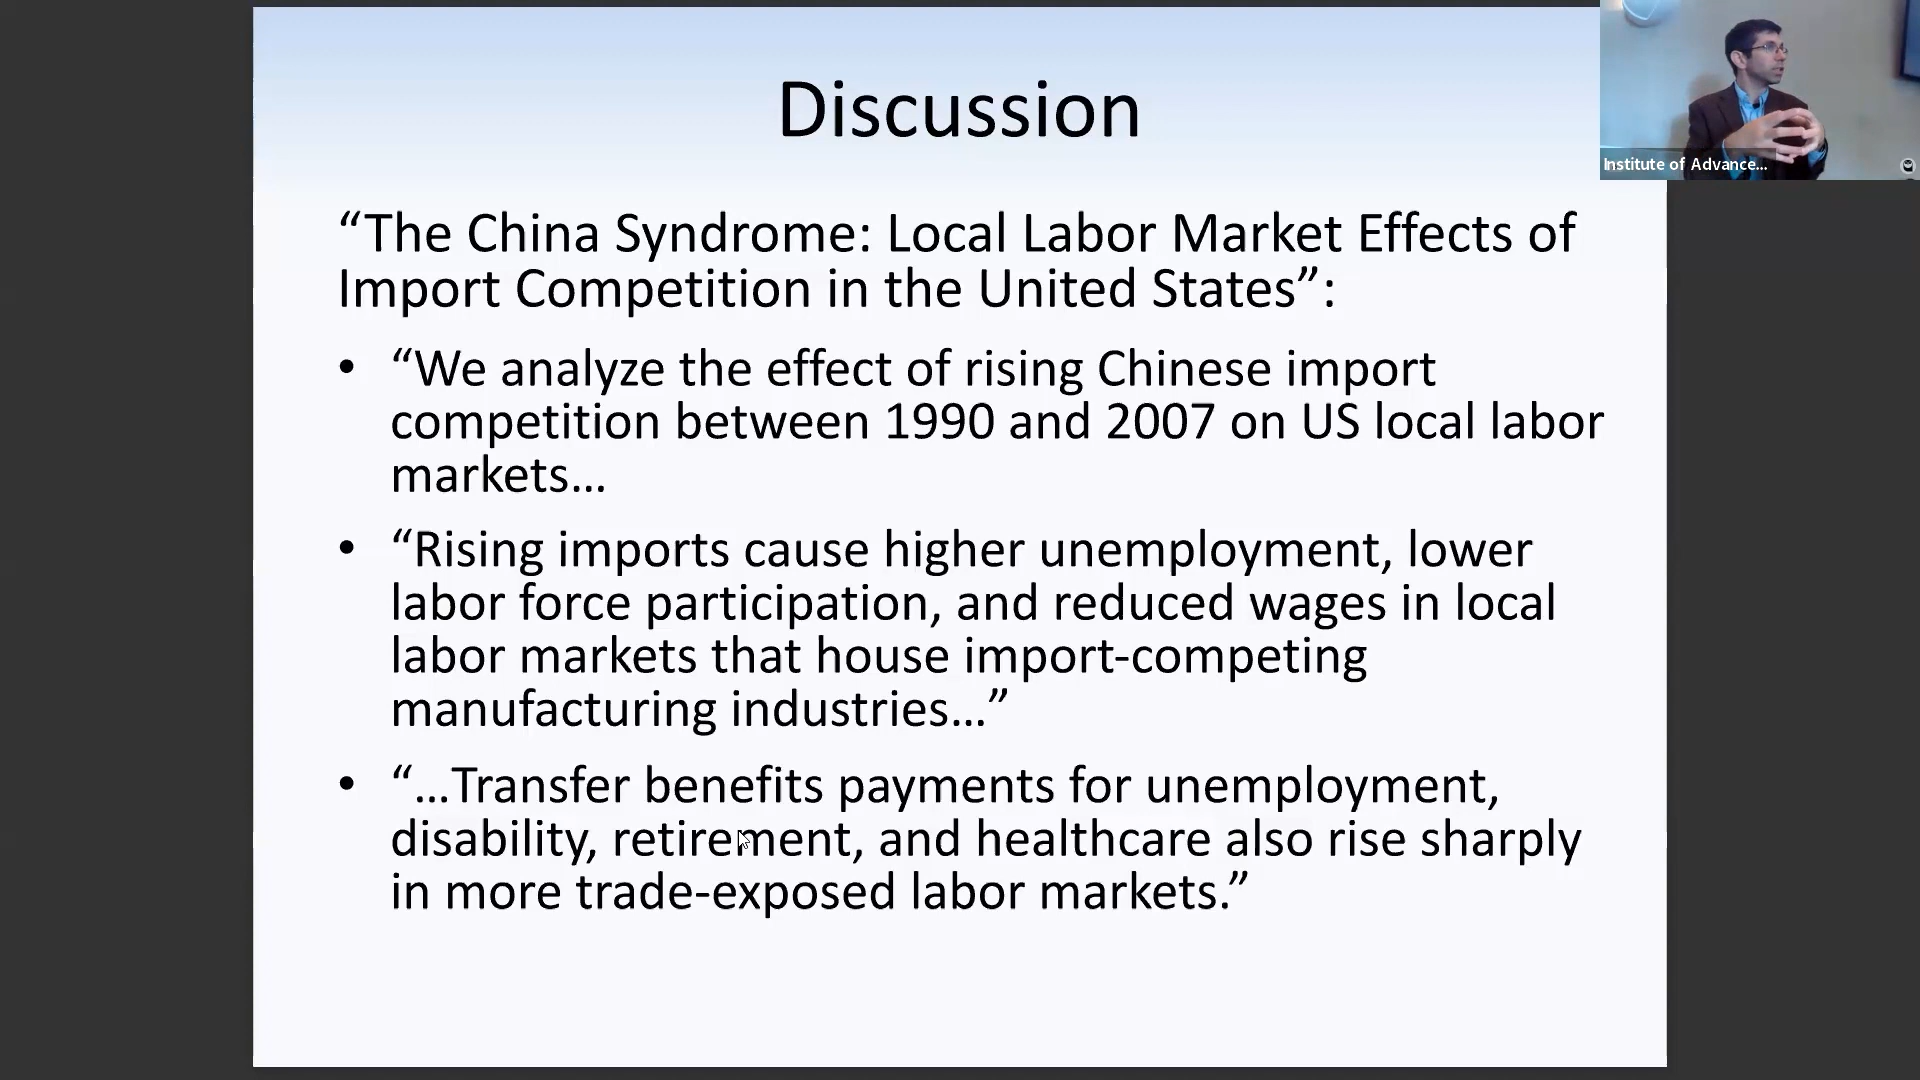 Discussion
Institute of Advance...
“The China Syndrome: Local Labor Market Effects of
Import Competition in the United States”:
• “We analyze the effect of rising Chinese import
competition between 1990 and 2007 on US local labor
markets…
• “Rising imports cause higher unemployment, lower
labor force participation, and reduced wages in local
labor markets that house import-competing
manufacturing industries…”
• “…Transfer benefits payments for unemployment,
disability, retirement, and healthcare also rise sharply
in more trade-exposed labor markets.”